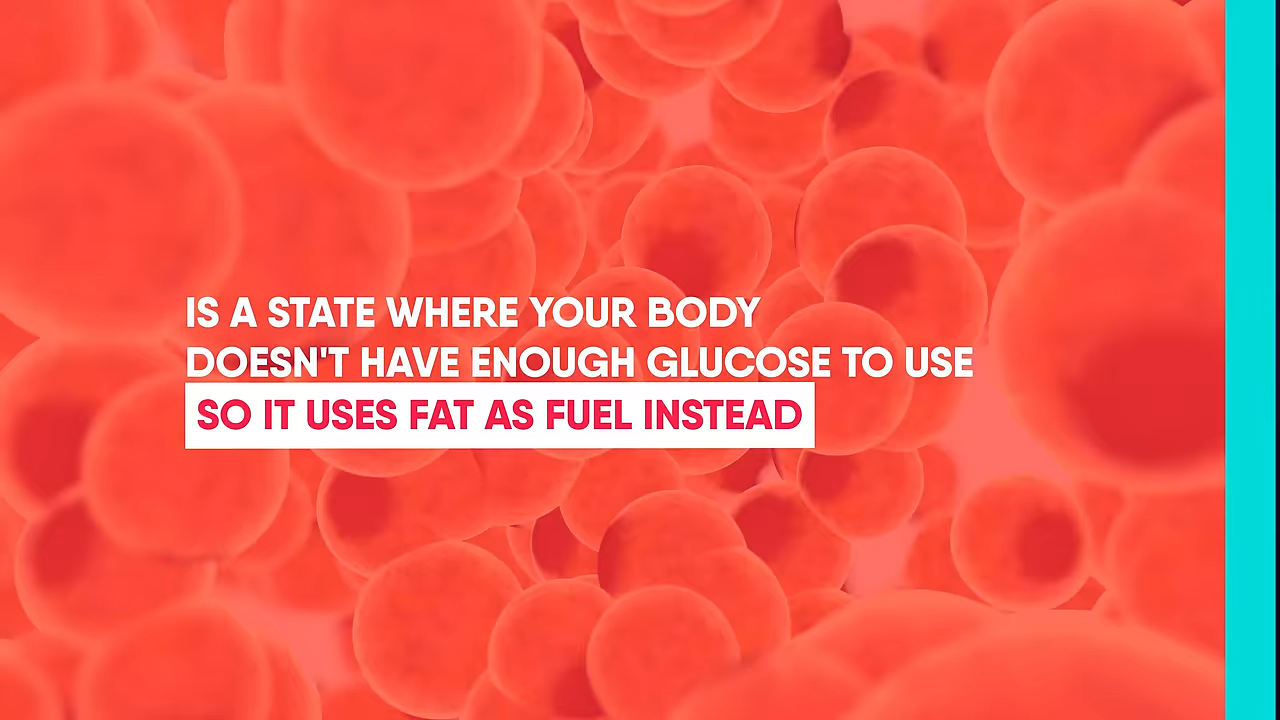 IS A STATE WHERE YOUR BODY
DOESN'T HAVE ENOUGH GLUCOSE TO USE
SO IT USES FAT AS FUEL INSTEAD